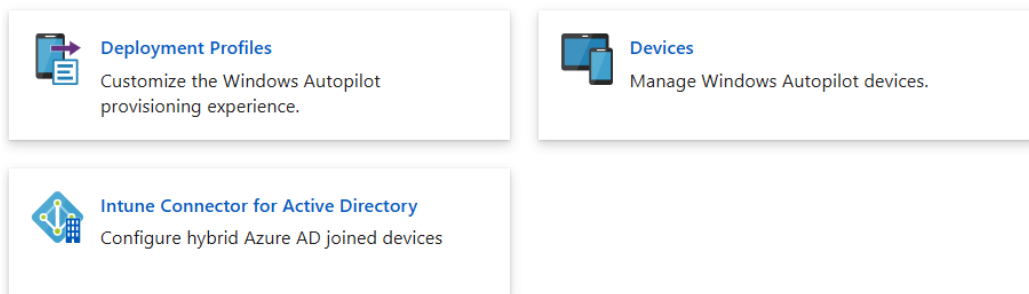 Deployment Profiles
Customize the Windows Autopilot
provisioning experience.
Devices
Manage Windows Autopilot devices.
Intune Connector for Active Directory
Configure hybrid Azure AD joined devices